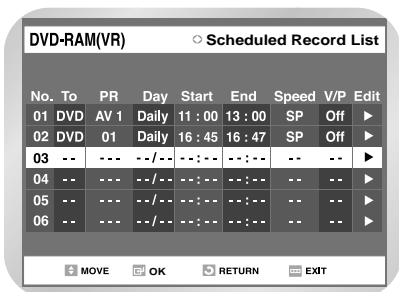 DVD-RAM(VR) Scheduled Record List
No. To PR Day Start End Speed V/P Edit
01 DVD AV 1 Daily 11 : 00 13 : 00 SP Off ►
02 DVD 01 Daily 16 : 45 16 : 47 SP Off ►
03 - - - - - - - / - - - - : - - - - : - - - - - - ►
04 - - - - - - - / - - - - : - - - - : - - - - - - ►
05 - - - - - - - / - - - - : - - - - : - - - - - - ►
06 - - - - - - - / - - - - : - - - - : - - - - - - ►
MOVE OK RETURN EXIT